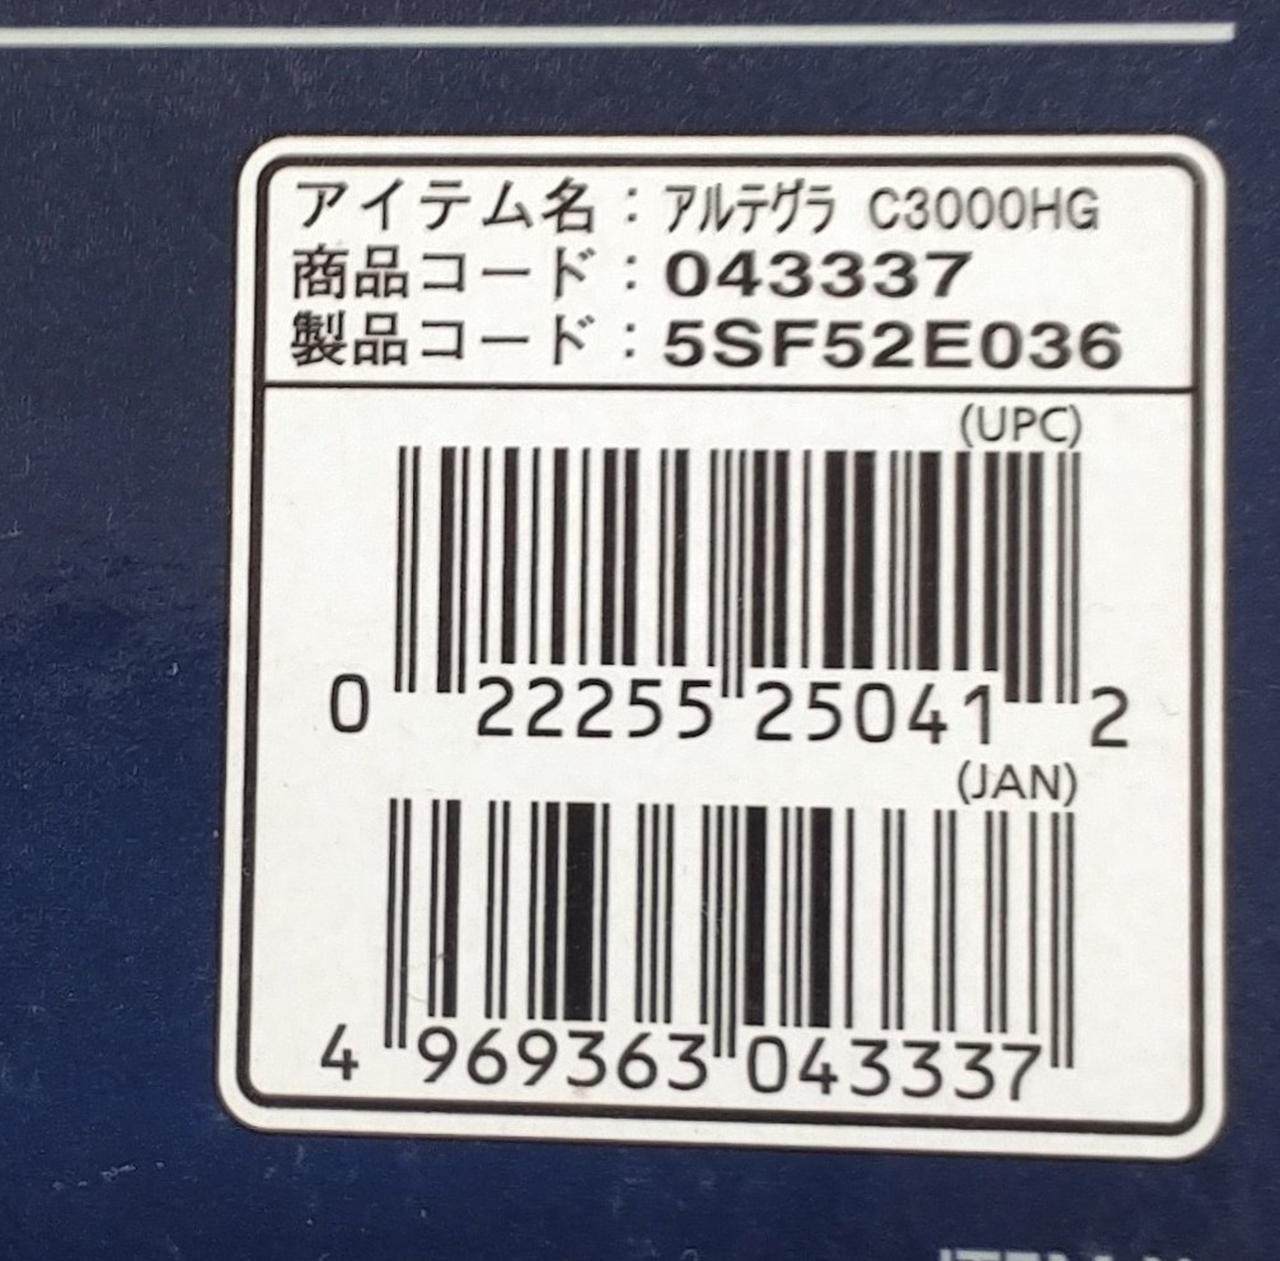 アイテム名：アルテグラ C3000HG
商品コード：043337
製品コード：5SF52E036
(UPC)
0 22255 25041 2
(JAN)
4 969363 043337